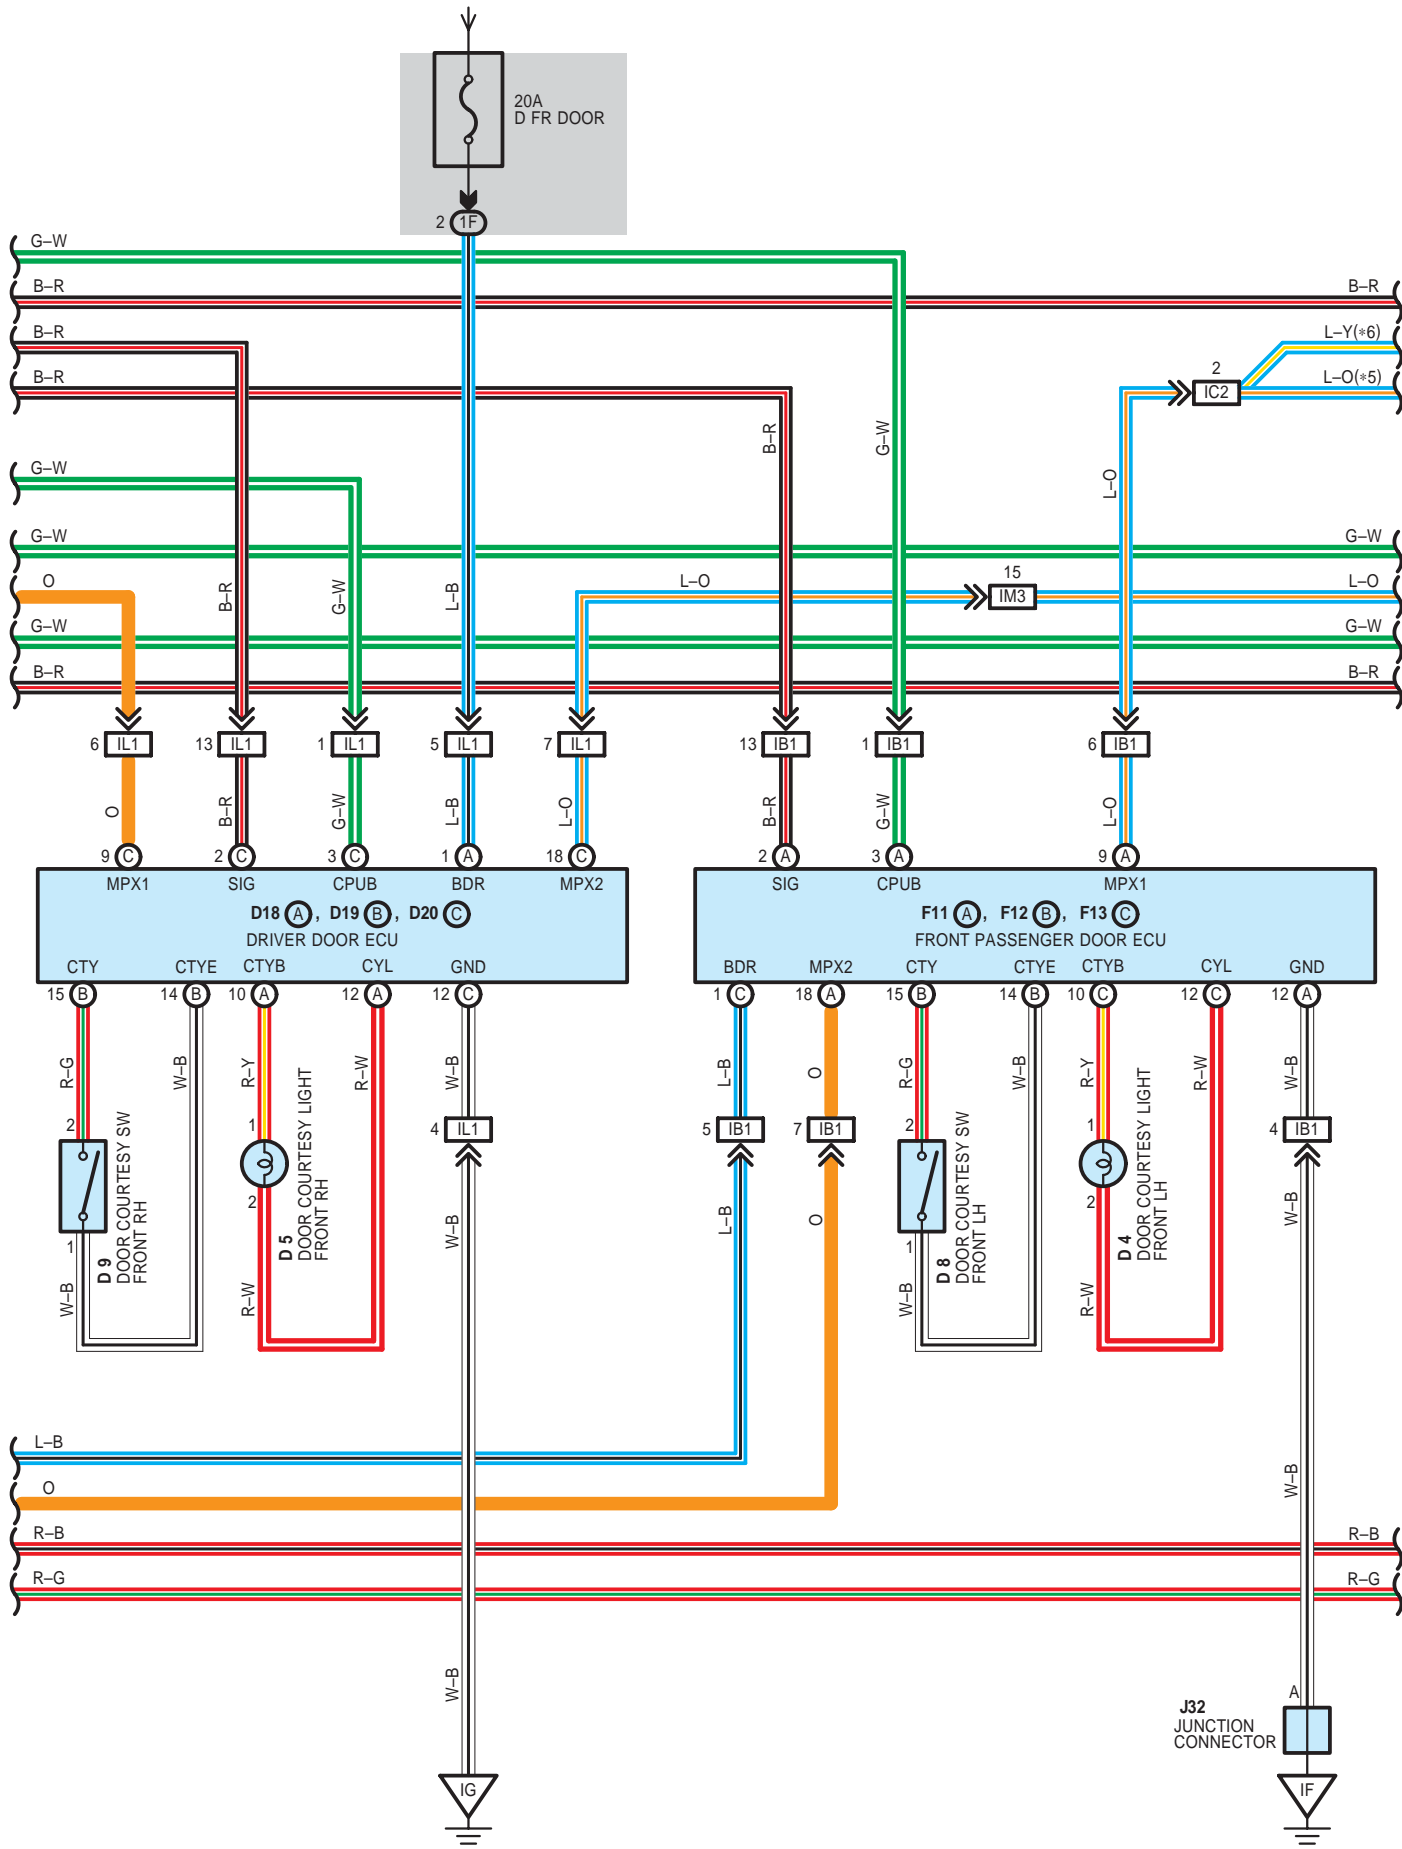 20A
D FR DOOR
2 1F
G–W
B–R B–R
B–R L–Y(*6)
B–R L–O(*5)
2
IC2
B–R
G–W
L–O
G–W
G–W G–W
O
B–R
G–W
L–B
L–O
15
IM3
L–O
G–W G–W
B–R B–R
6 IL1 13 IL1 1 IL1 5 IL1 7 IL1 13 IB1 1 IB1 6 IB1
O B–R G–W L–B L–O B–R G–W L–O
9 C 2 C 3 C 1 A 18 C 2 A 3 A 9 A
MPX1 SIG CPUB BDR MPX2 SIG CPUB MPX1
D18 A , D19 B , D20 C
DRIVER DOOR ECU
F11 A , F12 B , F13 C
FRONT PASSENGER DOOR ECU
CTY CTYE CTYB CYL GND BDR MPX2 CTY CTYE CTYB CYL GND
15 B 14 B 10 A 12 A 12 C 1 C 18 A 15 B 14 B 10 C 12 C 12 A
R–G W–B R–Y R–W W–B L–B O R–G W–B R–Y R–W W–B
2 1 4 IL1 5 IB1 7 IB1 2 1 4 IB1
1 2 1 2
D 9
DOOR COURTESY SW
FRONT RH
D 5
DOOR COURTESY LIGHT
FRONT RH
D 8
DOOR COURTESY SW
FRONT LH
D 4
DOOR COURTESY LIGHT
FRONT LH
W–B R–W W–B L–B O W–B R–W W–B
L–B
O
W–B
R–B R–B
R–G R–G
W–B
A
J32
JUNCTION
CONNECTOR
IG IF